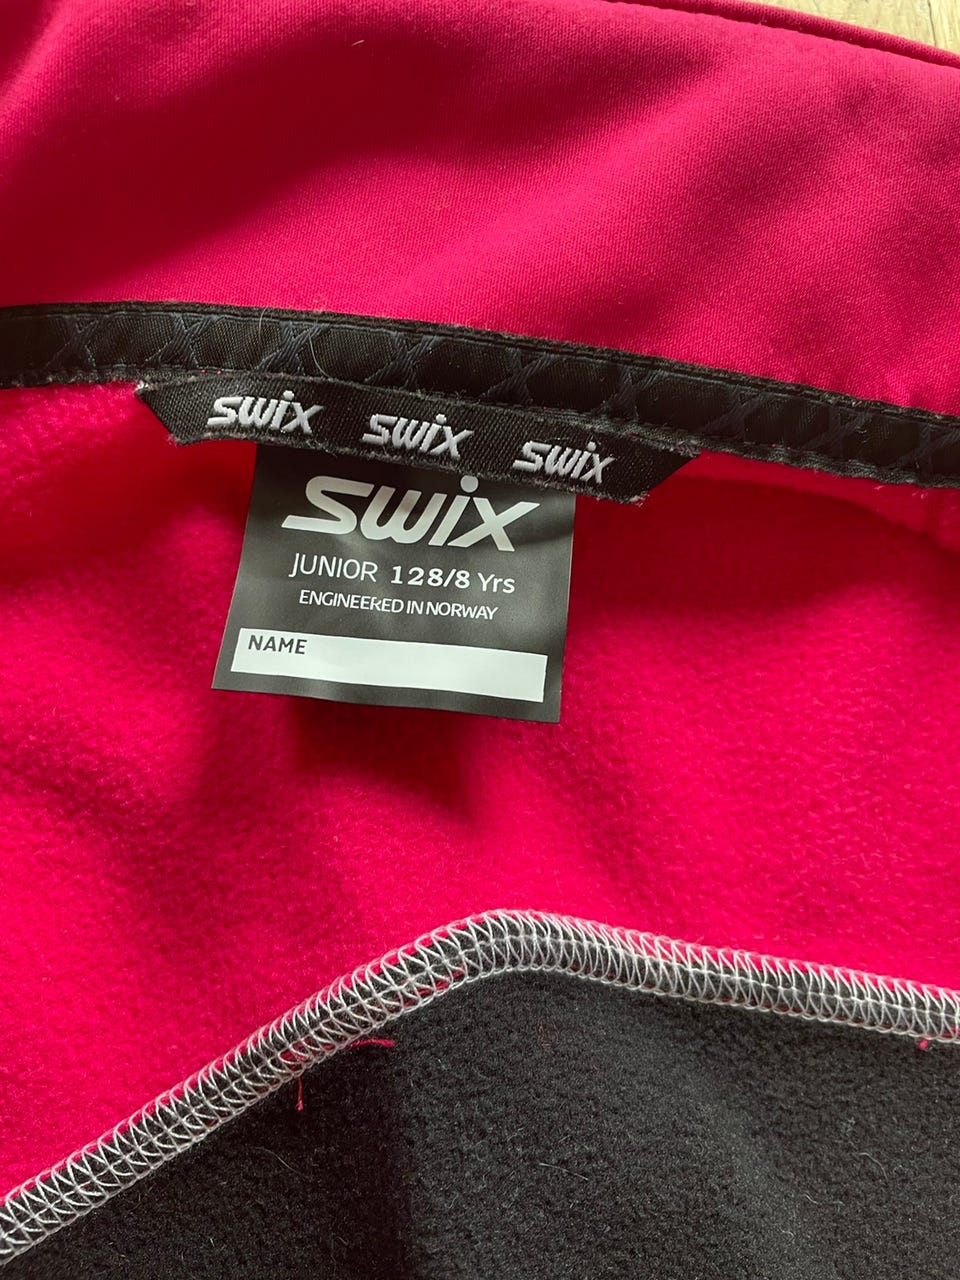 swix swix swix
swix
JUNIOR 128/8 Yrs
ENGINEERED IN NORWAY
NAME